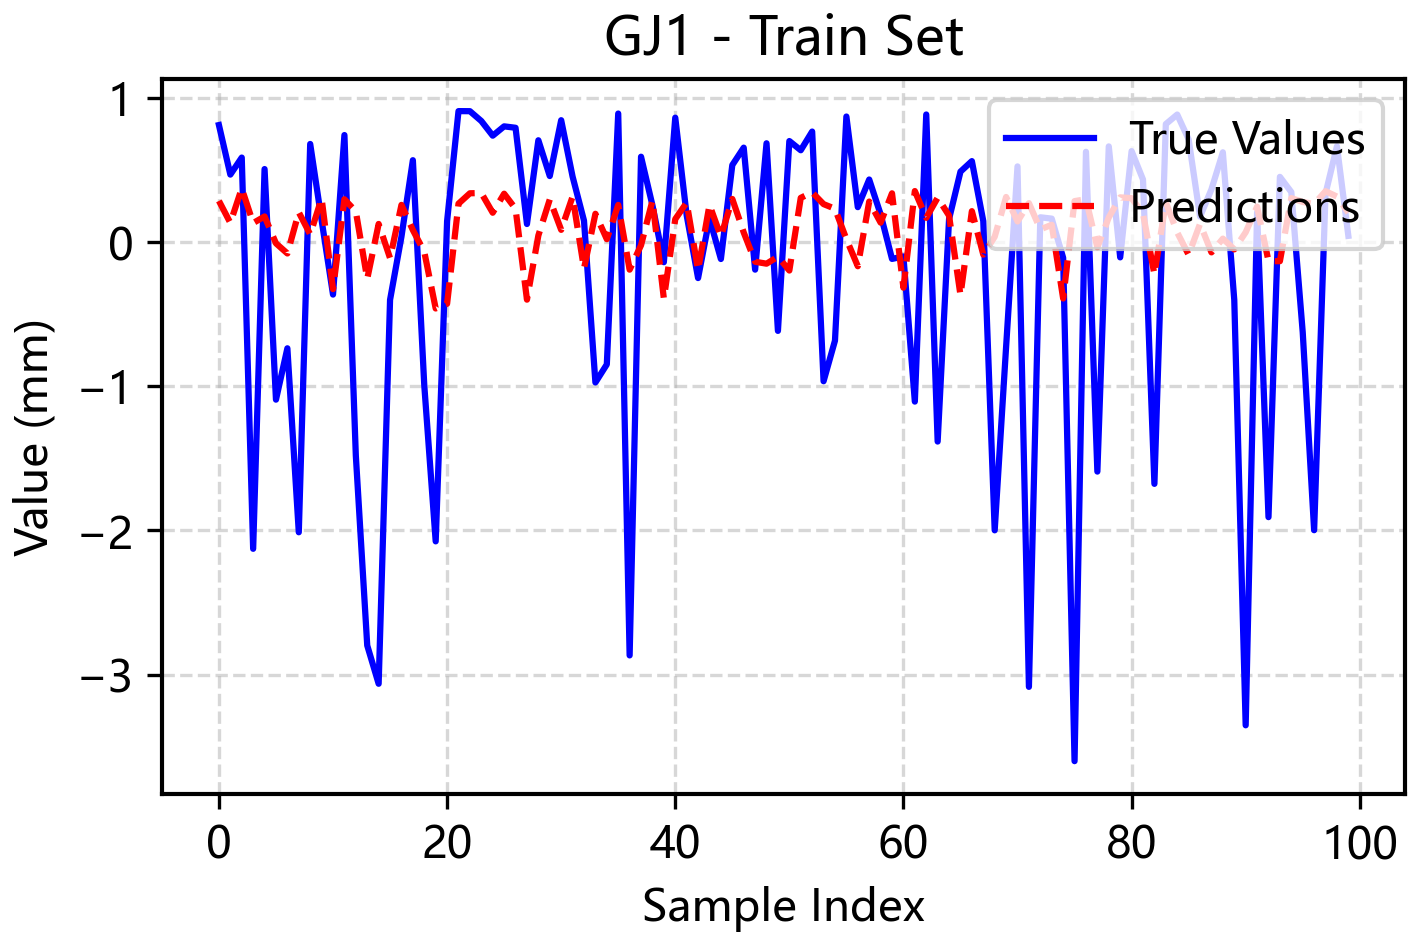 GJ1 - Train Set
True Values
Predictions
Value (mm)
1
0
−1
−2
−3
0 20 40 60 80 100
Sample Index